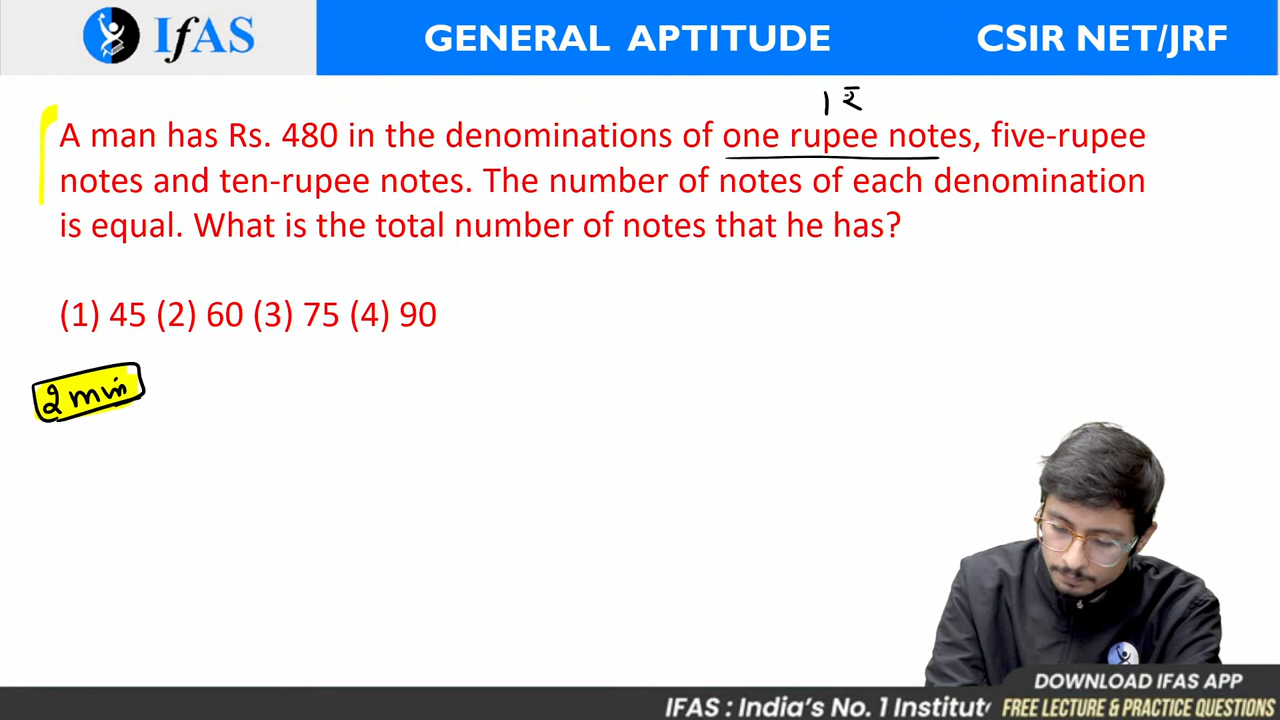 IfAS
GENERAL APTITUDE
CSIR NET/JRF
1 ₹
A man has Rs. 480 in the denominations of one rupee notes, five-rupee
notes and ten-rupee notes. The number of notes of each denomination
is equal. What is the total number of notes that he has?
(1) 45 (2) 60 (3) 75 (4) 90
2 min
DOWNLOAD IFAS APP
IFAS : India's No. 1 Institut
FREE LECTURE & PRACTICE QUESTIONS